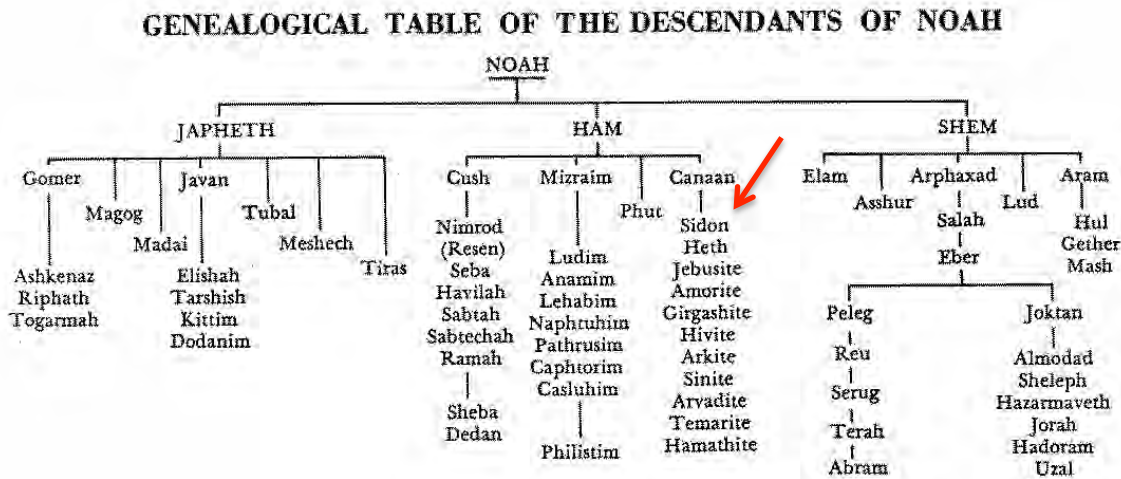 GENEALOGICAL TABLE OF THE DESCENDANTS OF NOAH
NOAH
JAPHETH
HAM
SHEM
Gomer
Magog
Madai
Javan
Tubal
Meshech
Tiras
Ashkenaz
Riphath
Togarmah
Elishah
Tarshish
Kittim
Dodanim
Cush
Mizraim
Phut
Canaan
Nimrod
(Resen)
Seba
Havilah
Sabtah
Sabtechah
Ramah
Sheba
Dedan
Ludim
Anamim
Lehabim
Naphtuhim
Pathrusim
Caphtorim
Casluhim
Philistim
Sidon
Heth
Jebusite
Amorite
Girgashite
Hivite
Arkite
Sinite
Arvadite
Temarite
Hamathite
Elam
Asshur
Arphaxad
Lud
Aram
Salah
Eber
Hul
Gether
Mash
Peleg
Reu
Serug
Terah
Abram
Joktan
Almodad
Sheleph
Hazarmaveth
Jorah
Hadoram
Uzal